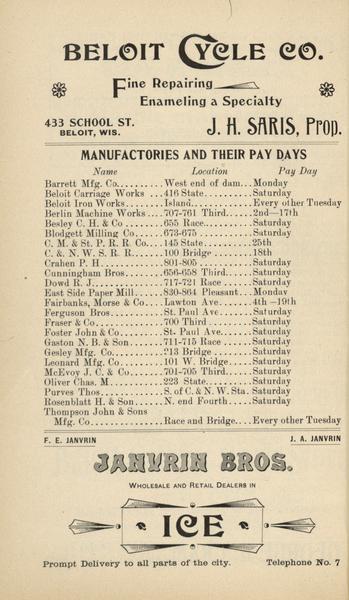 BELOIT CYCLE CO.
Fine Repairing
Enameling a Specialty
433 SCHOOL ST.
BELOIT, WIS.
J. H. SARIS, Prop.
MANUFACTORIES AND THEIR PAY DAYS
Name Location Pay Day
Barrett Mfg. Co.........West end of dam...Monday
Beloit Carriage Works ...416 State..........Saturday
Beloit Iron Works........Island............Every other Tuesday
Berlin Machine Works ....707-761 Third.....2nd—17th
Besley C. H. & Co .......655 Race..........Saturday
Blodgett Milling Co......673-675...........Saturday
C. M. & St. P. R. R. Co....145 State.........25th
C. & N. W. S. R. R.......100 Bridge........18th
Crahen P. H..............801-805...........Saturday
Cunningham Bros..........656-658 Third.....Saturday
Dowd R. J................717-721 Race......Saturday
East Side Paper Mill.....830-864 Pleasant...Monday
Fairbanks, Morse & Co....Lawton Ave........4th—19th
Ferguson Bros............St. Paul Ave......Saturday
Fraser & Co..............700 Third.........Saturday
Foster John & Co.........St. Paul Ave......Saturday
Gaston N. B. & Son.......711-715 Race......Saturday
Gesley Mfg. Co...........213 Bridge........Saturday
Leonard Mfg. Co..........101 W. Bridge.....Saturday
McEvoy J. C. & Co........701-705 Third.....Saturday
Oliver Chas. M...........223 State.........Saturday
Purves Thos..............S. of C. & N. W. Sta.Saturday
Rosenblatt H. & Son......N. end Fourth.....Saturday
Thompson John & Sons
Mfg. Co................Race and Bridge...Every other Tuesday
F. E. JANVRIN J. A. JANVRIN
JANVRIN BROS.
WHOLESALE AND RETAIL DEALERS IN
ICE
Prompt Delivery to all parts of the city. Telephone No. 7